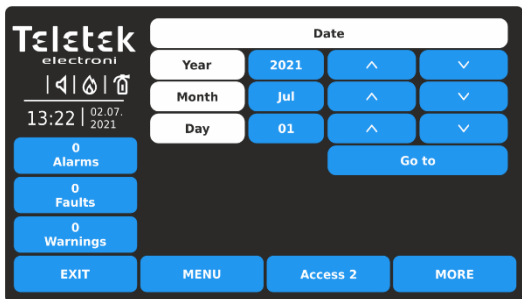 Teletek
electroni
13:22
02.07.
2021
0
Alarms
0
Faults
0
Warnings
Date
Year 2021
Month Jul
Day 01
Go to
EXIT MENU Access 2 MORE